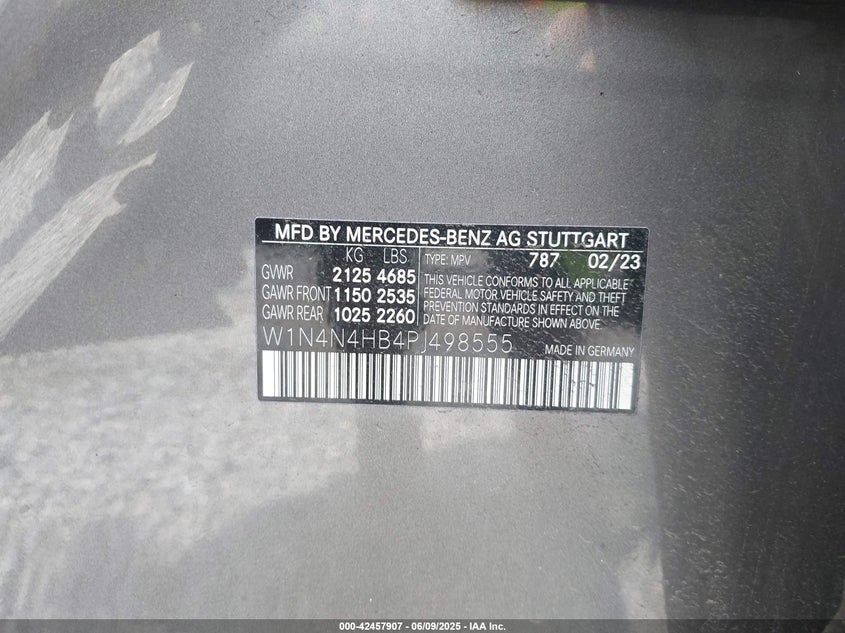 MFD BY MERCEDES-BENZ AG STUTTGART
KG LBS TYPE: MPV 787 02/23
GVWR 2125 4685
GAWR FRONT 1150 2535
GAWR REAR 1025 2260
THIS VEHICLE CONFORMS TO ALL APPLICABLE
FEDERAL MOTOR VEHICLE SAFETY AND THEFT
PREVENTION STANDARDS IN EFFECT ON THE
DATE OF MANUFACTURE SHOWN ABOVE.
W1N4N4HB4PJ498555 MADE IN GERMANY
000-42457907 - 06/09/2025 - IAA Inc.